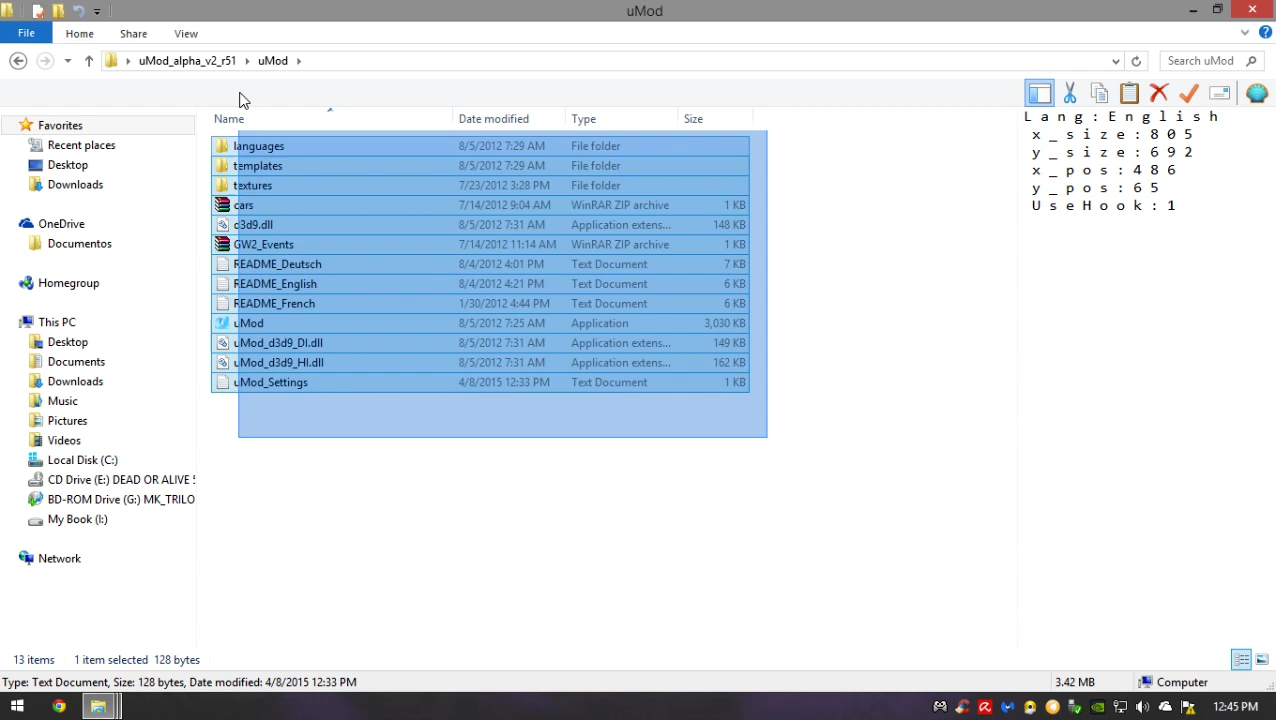 uMod
File Home Share View
uMod_alpha_v2_r51 uMod Search uMod
Name Date modified Type Size
Favorites
Recent places
Desktop
Downloads
OneDrive
Documentos
Homegroup
This PC
Desktop
Documents
Downloads
Music
Pictures
Videos
Local Disk (C:)
CD Drive (E:) DEAD OR ALIVE 5
BD-ROM Drive (G:) MK_TRILO
My Book (I:)
Network
languages 8/5/2012 7:29 AM File folder
templates 8/5/2012 7:29 AM File folder
textures 7/23/2012 3:28 PM File folder
cars 7/14/2012 9:04 AM WinRAR ZIP archive 1 KB
d3d9.dll 8/5/2012 7:31 AM Application extens... 148 KB
GW2_Events 7/14/2012 11:14 AM WinRAR ZIP archive 1 KB
README_Deutsch 8/4/2012 4:01 PM Text Document 7 KB
README_English 8/4/2012 4:21 PM Text Document 6 KB
README_French 1/30/2012 4:44 PM Text Document 6 KB
uMod 8/5/2012 7:25 AM Application 3,030 KB
uMod_d3d9_DI.dll 8/5/2012 7:31 AM Application extens... 149 KB
uMod_d3d9_HI.dll 8/5/2012 7:31 AM Application extens... 162 KB
uMod_Settings 4/8/2015 12:33 PM Text Document 1 KB
Lang:English
x_size:805
y_size:692
x_pos:486
y_pos:65
UseHook:1
13 items 1 item selected 128 bytes
Type: Text Document, Size: 128 bytes, Date modified: 4/8/2015 12:33 PM 3.42 MB Computer
12:45 PM